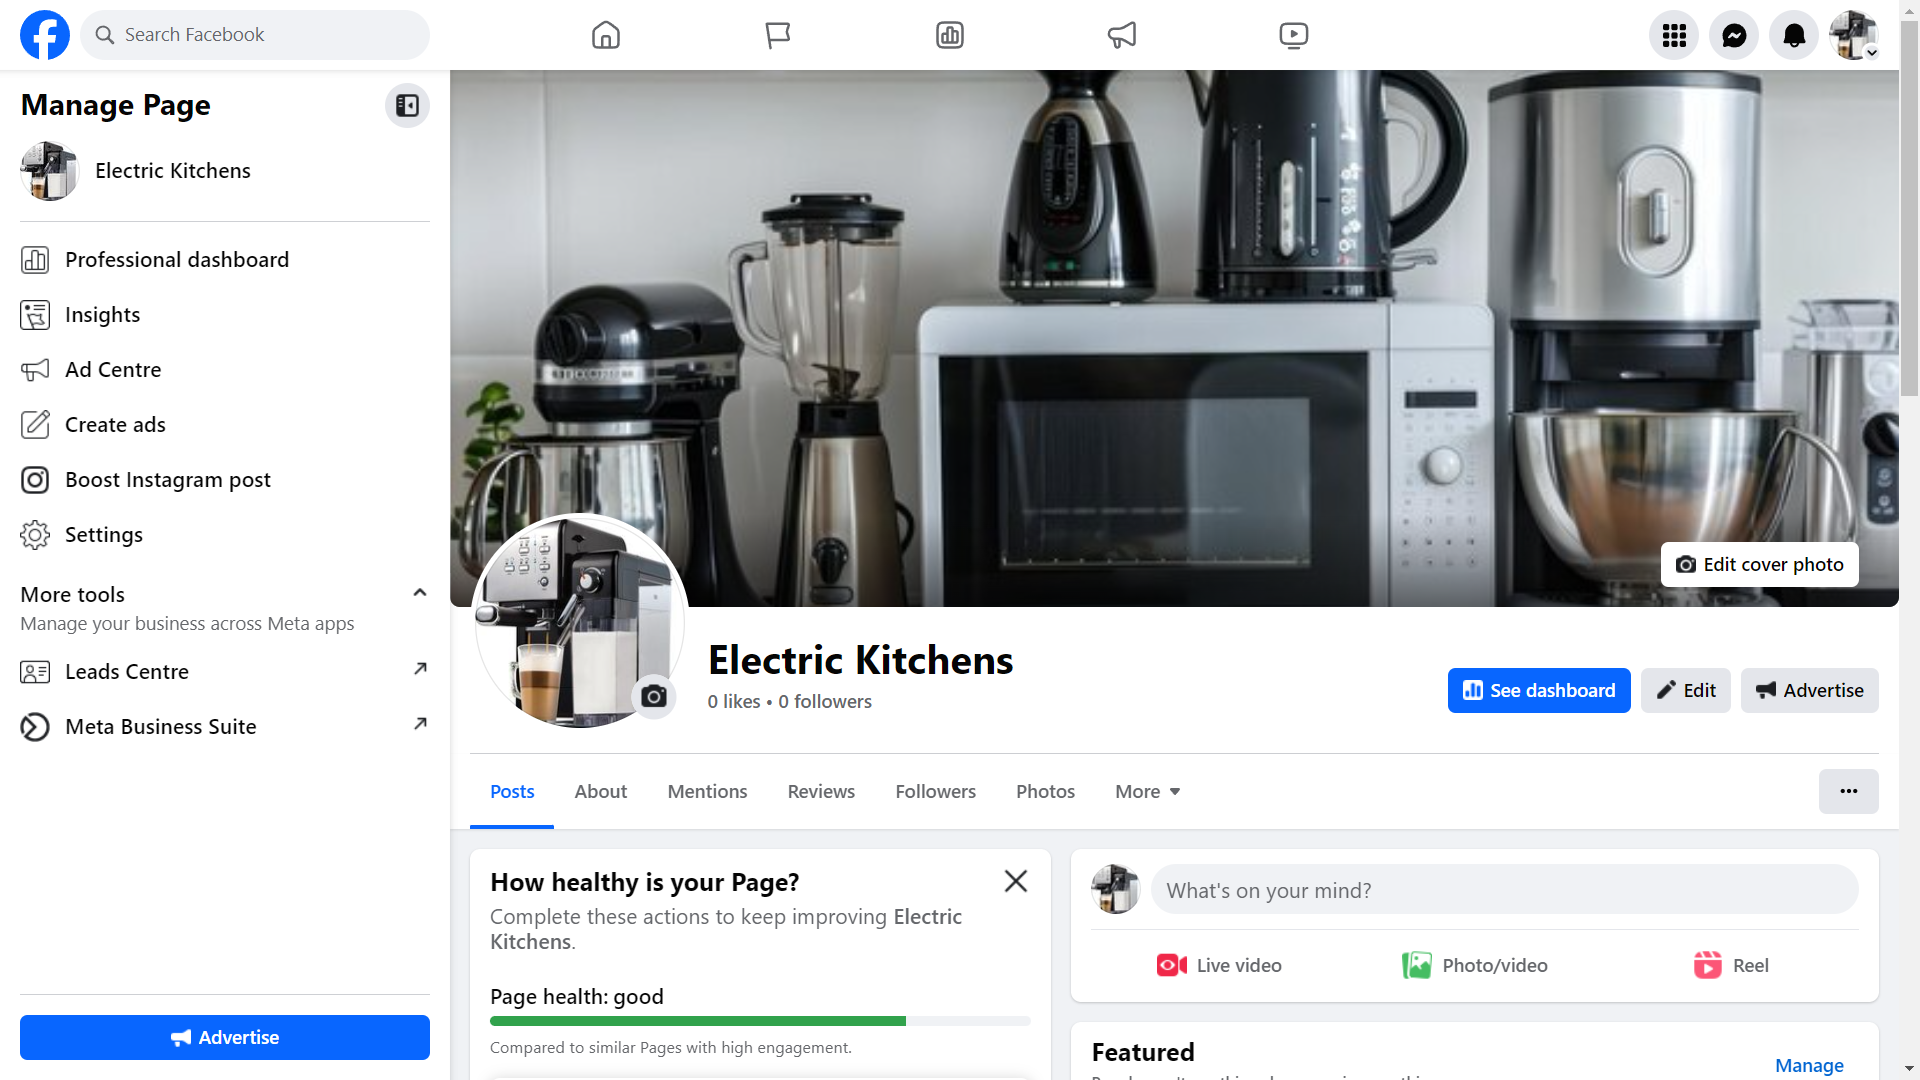 Search Facebook
Manage Page
Electric Kitchens
Professional dashboard
Insights
Ad Centre
Create ads
Boost Instagram post
Settings
More tools
Manage your business across Meta apps
Leads Centre
Meta Business Suite
Advertise
Edit cover photo
Electric Kitchens
0 likes • 0 followers
See dashboard
Edit
Advertise
Posts
About
Mentions
Reviews
Followers
Photos
More
How healthy is your Page?
Complete these actions to keep improving Electric
Kitchens.
Page health: good
Compared to similar Pages with high engagement.
What's on your mind?
Live video
Photo/video
Reel
Featured
Manage